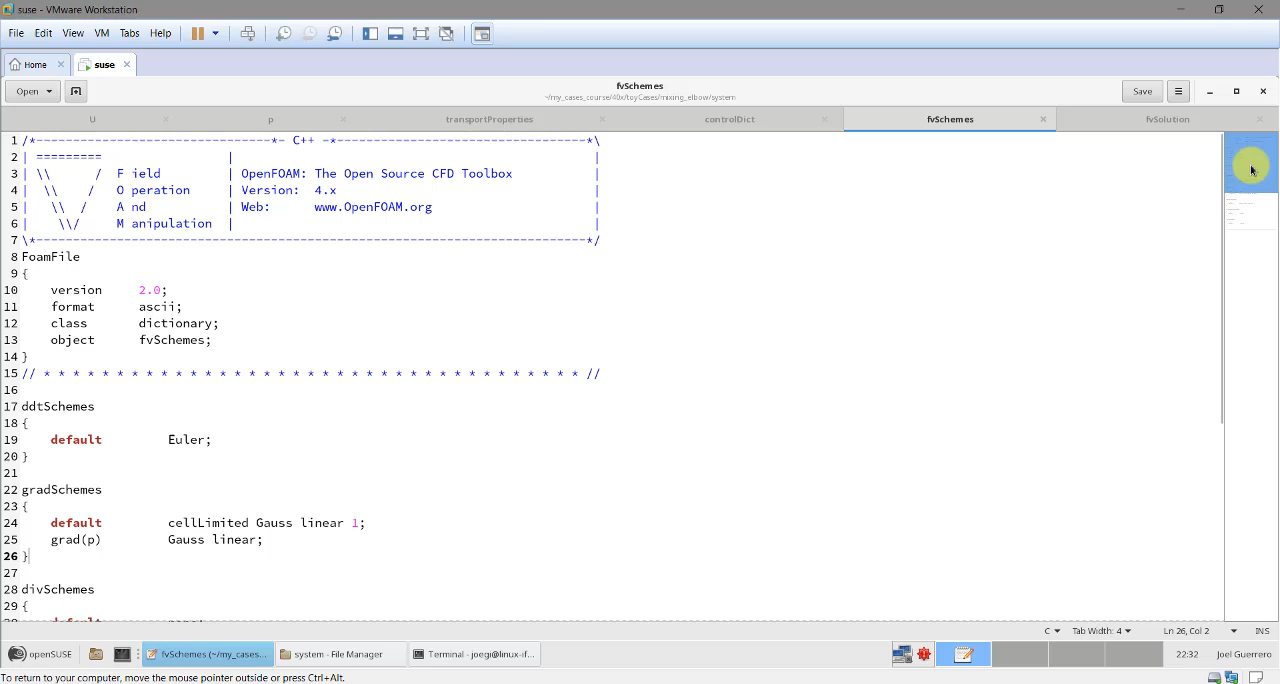 suse - VMware Workstation
File Edit View VM Tabs Help
Home suse
Open fvSchemes Save
~/my_cases_course/40x/toyCases/mixing_elbow/system
U p transportProperties controlDict fvSchemes fvSolution
1 /*--------------------------------*- C++ -*----------------------------------*\
2 | ========= | |
3 | \\ / F ield | OpenFOAM: The Open Source CFD Toolbox |
4 | \\ / O peration | Version: 4.x |
5 | \\ / A nd | Web: www.OpenFOAM.org |
6 | \\/ M anipulation | |
7 \*---------------------------------------------------------------------------*/
8 FoamFile
9 {
10 version 2.0;
11 format ascii;
12 class dictionary;
13 object fvSchemes;
14 }
15 // * * * * * * * * * * * * * * * * * * * * * * * * * * * * * * * * * * * * * //
16
17 ddtSchemes
18 {
19 default Euler;
20 }
21
22 gradSchemes
23 {
24 default cellLimited Gauss linear 1;
25 grad(p) Gauss linear;
26 }
27
28 divSchemes
29 {
C Tab Width: 4 Ln 26, Col 2 INS
openSUSE fvSchemes (~/my_cases... system - File Manager Terminal - joegi@linux-if... 22:32 Joel Guerrero
To return to your computer, move the mouse pointer outside or press Ctrl+Alt.